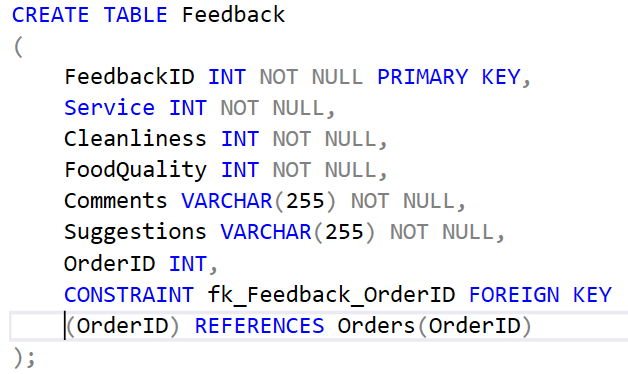 CREATE TABLE Feedback
(
FeedbackID INT NOT NULL PRIMARY KEY,
Service INT NOT NULL,
Cleanliness INT NOT NULL,
FoodQuality INT NOT NULL,
Comments VARCHAR(255) NOT NULL,
Suggestions VARCHAR(255) NOT NULL,
OrderID INT,
CONSTRAINT fk_Feedback_OrderID FOREIGN KEY
(OrderID) REFERENCES Orders(OrderID)
);